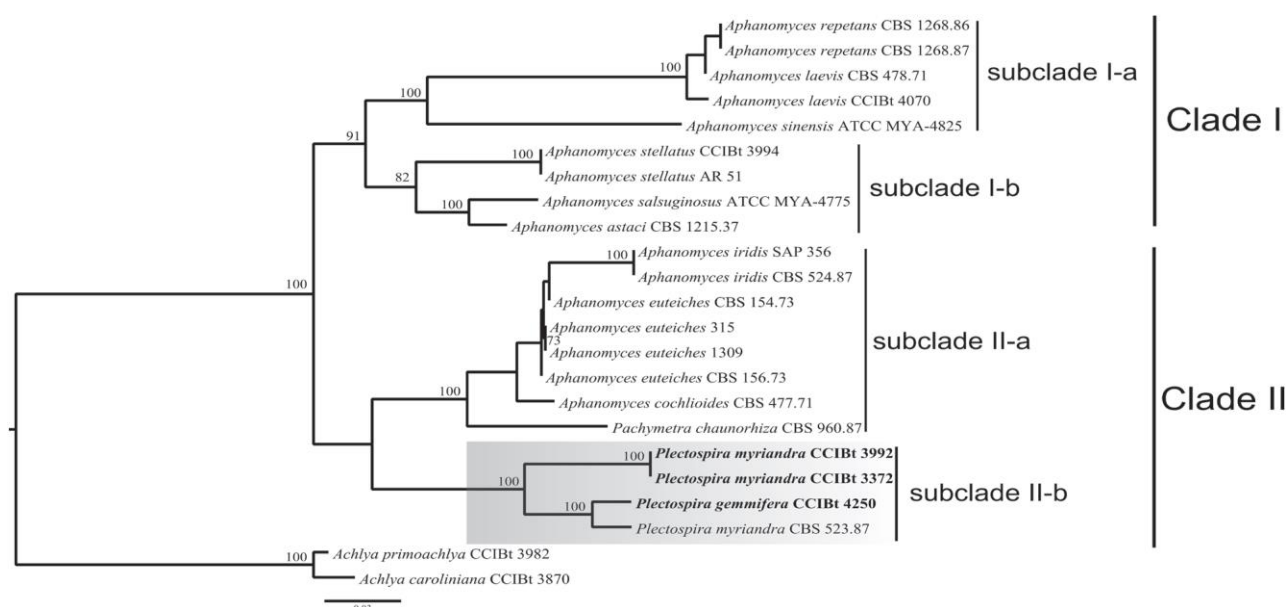 Aphanomyces repetans CBS 1268.86
Aphanomyces repetans CBS 1268.87
100
Aphanomyces laevis CBS 478.71
subclade I-a
100
Aphanomyces laevis CCIBt 4070
Clade I
Aphanomyces sinensis ATCC MYA-4825
91
100
Aphanomyces stellatus CCIBt 3994
82
Aphanomyces stellatus AR 51
subclade I-b
100
Aphanomyces salsuginosus ATCC MYA-4775
Aphanomyces astaci CBS 1215.37
100
Aphanomyces iridis SAP 356
Aphanomyces iridis CBS 524.87
100
Aphanomyces euteiches CBS 154.73
Aphanomyces euteiches 315
73
subclade II-a
Aphanomyces euteiches 1309
Aphanomyces euteiches CBS 156.73
100
Aphanomyces cochlioides CBS 477.71
Clade II
Pachymetra chaunorhiza CBS 960.87
100
Plectospira myriandra CCIBt 3992
100
Plectospira myriandra CCIBt 3372
subclade II-b
100
Plectospira gemmifera CCIBt 4250
Plectospira myriandra CBS 523.87
100
Achlya primoachlya CCIBt 3982
Achlya caroliniana CCIBt 3870